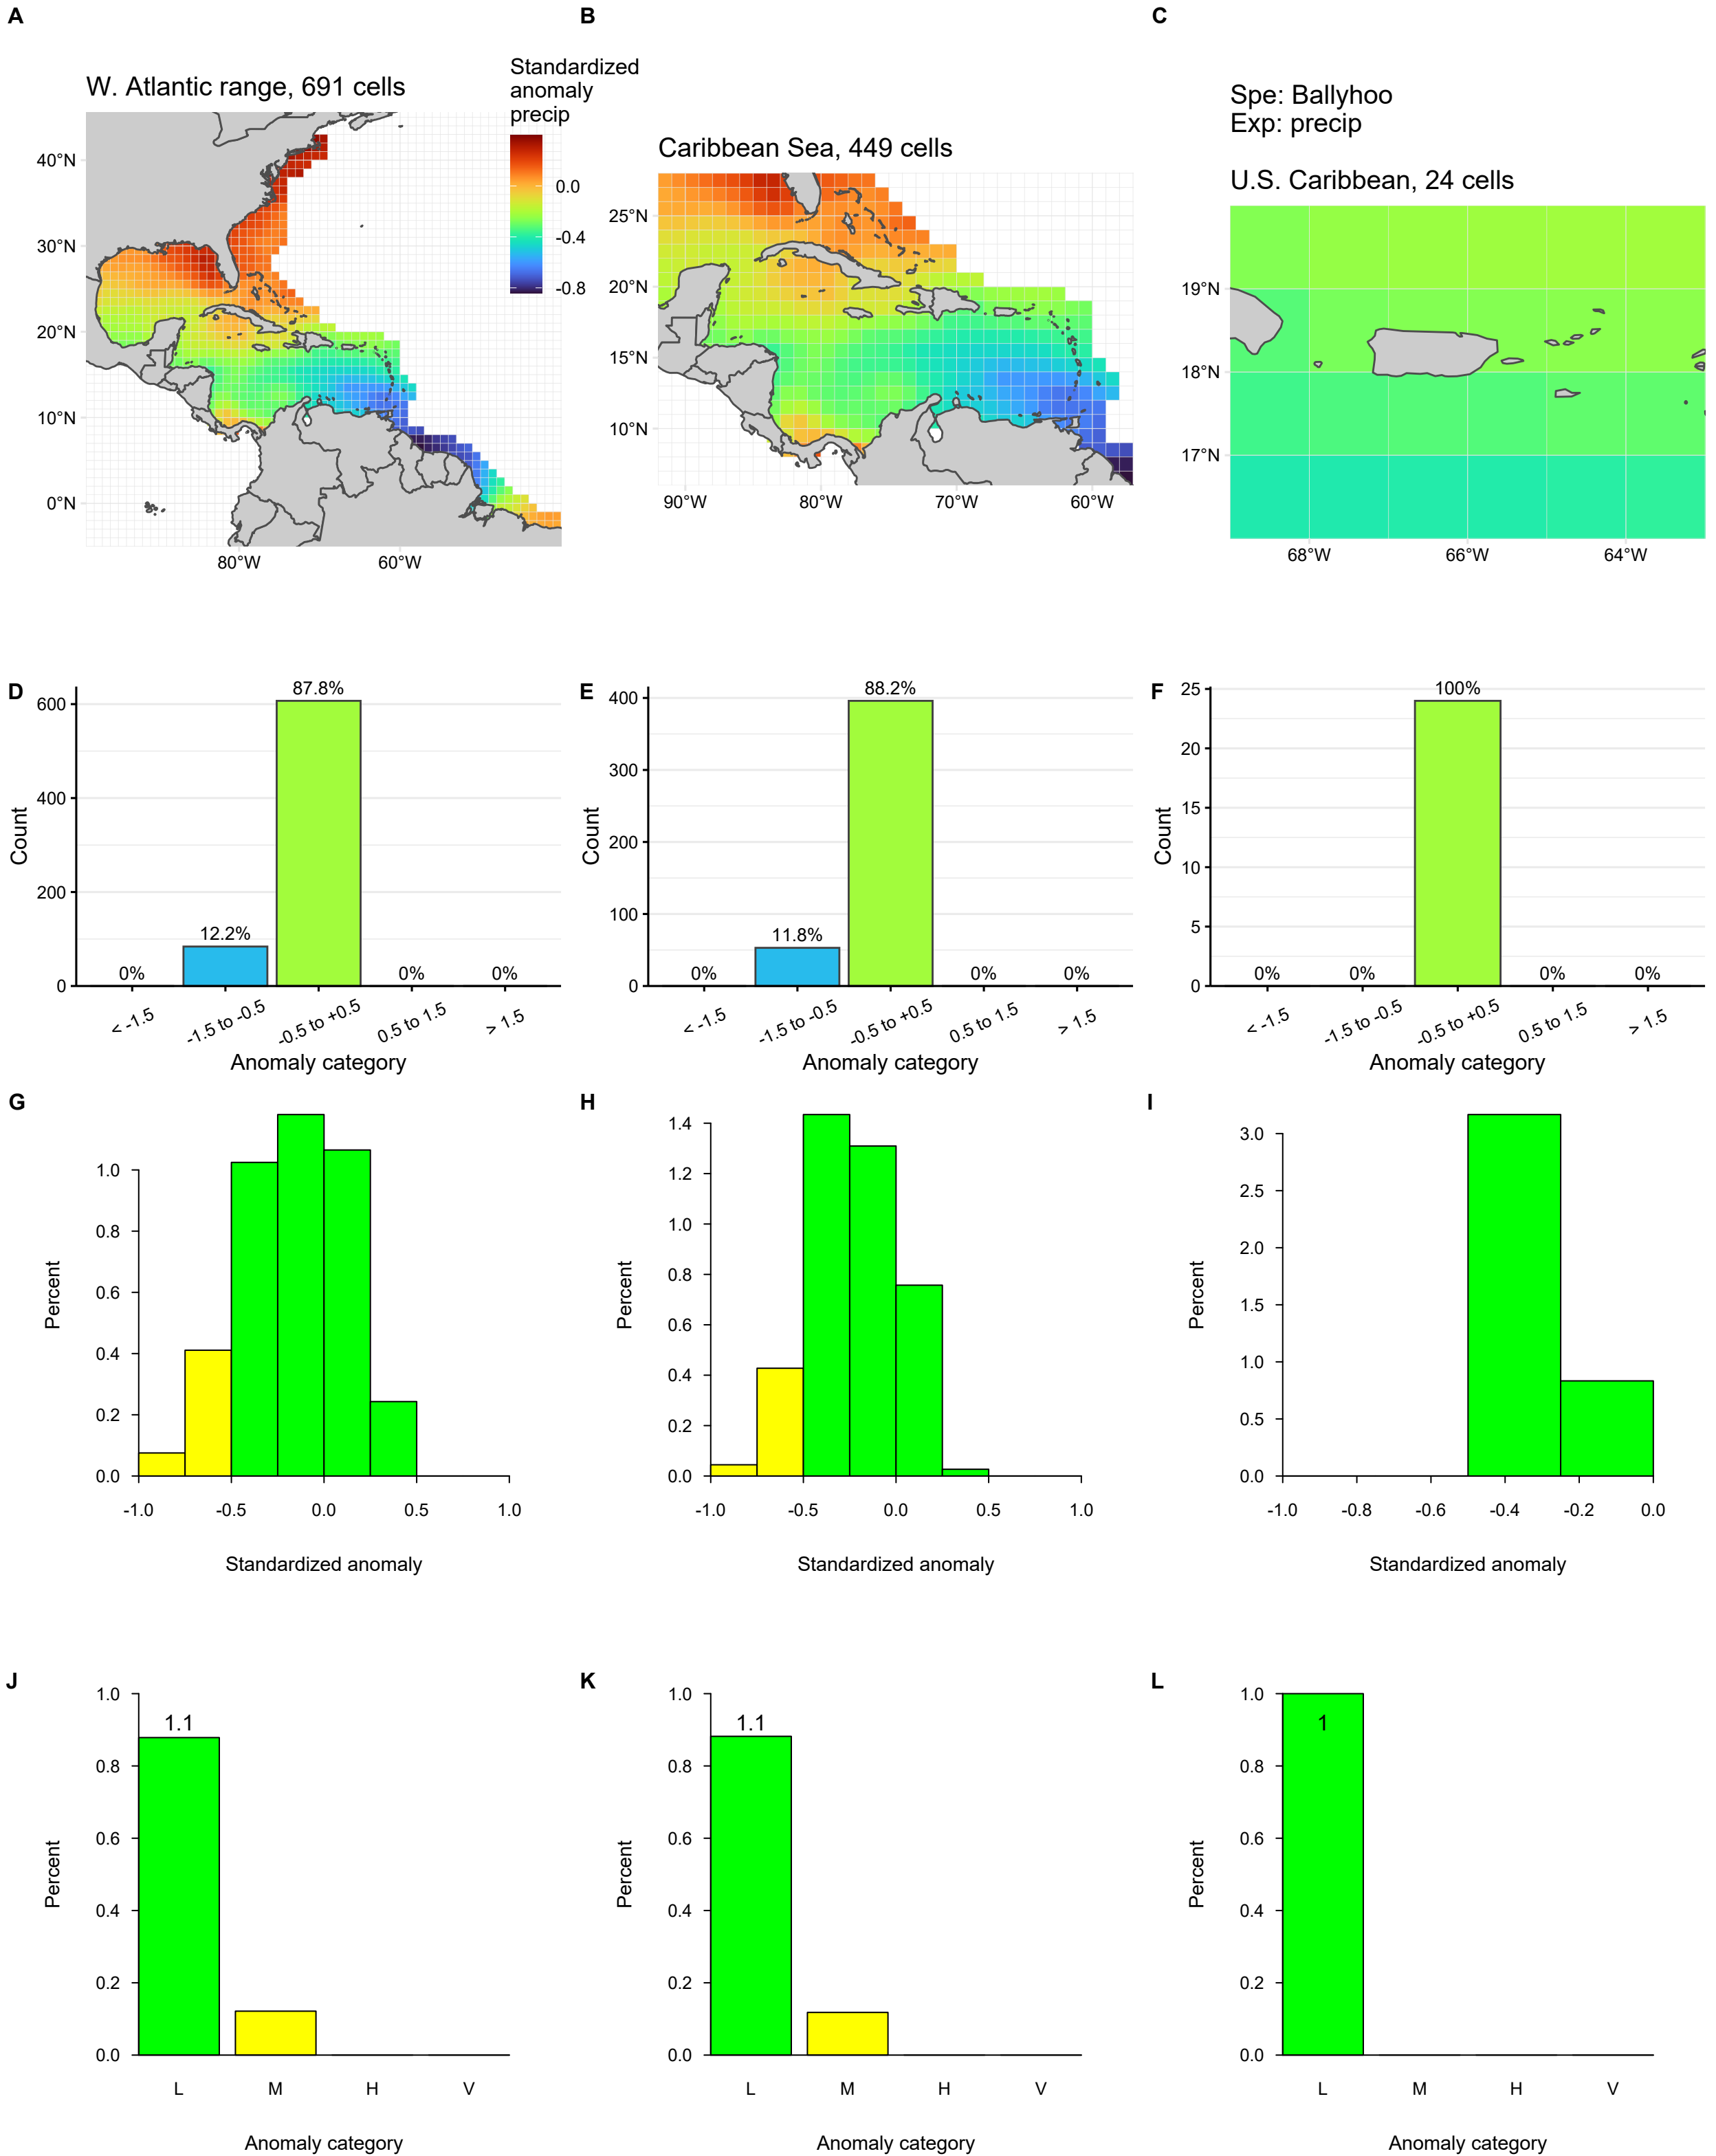 A
B
C
W. Atlantic range, 691 cells
Standardized
anomaly
precip
0.0
-0.4
-0.8
40°N
30°N
20°N
10°N
0°N
80°W
60°W
Caribbean Sea, 449 cells
25°N
20°N
15°N
10°N
90°W
80°W
70°W
60°W
Spe: Ballyhoo
Exp: precip
U.S. Caribbean, 24 cells
19°N
18°N
17°N
68°W
66°W
64°W
D
600
400
200
0
Count
0%
12.2%
87.8%
0%
0%
< -1.5
-1.5 to -0.5
-0.5 to +0.5
0.5 to 1.5
> 1.5
Anomaly category
E
400
300
200
100
0
Count
0%
11.8%
88.2%
0%
0%
< -1.5
-1.5 to -0.5
-0.5 to +0.5
0.5 to 1.5
> 1.5
Anomaly category
F
25
20
15
10
5
0
Count
0%
0%
100%
0%
0%
< -1.5
-1.5 to -0.5
-0.5 to +0.5
0.5 to 1.5
> 1.5
Anomaly category
G
1.0
0.8
0.6
0.4
0.2
0.0
Percent
-1.0
-0.5
0.0
0.5
1.0
Standardized anomaly
H
1.4
1.2
1.0
0.8
0.6
0.4
0.2
0.0
Percent
-1.0
-0.5
0.0
0.5
1.0
Standardized anomaly
I
3.0
2.5
2.0
1.5
1.0
0.5
0.0
Percent
-1.0
-0.8
-0.6
-0.4
-0.2
0.0
Standardized anomaly
J
1.0
0.8
0.6
0.4
0.2
0.0
Percent
1.1
L
M
H
V
Anomaly category
K
1.0
0.8
0.6
0.4
0.2
0.0
Percent
1.1
L
M
H
V
Anomaly category
L
1.0
0.8
0.6
0.4
0.2
0.0
Percent
1
L
M
H
V
Anomaly category